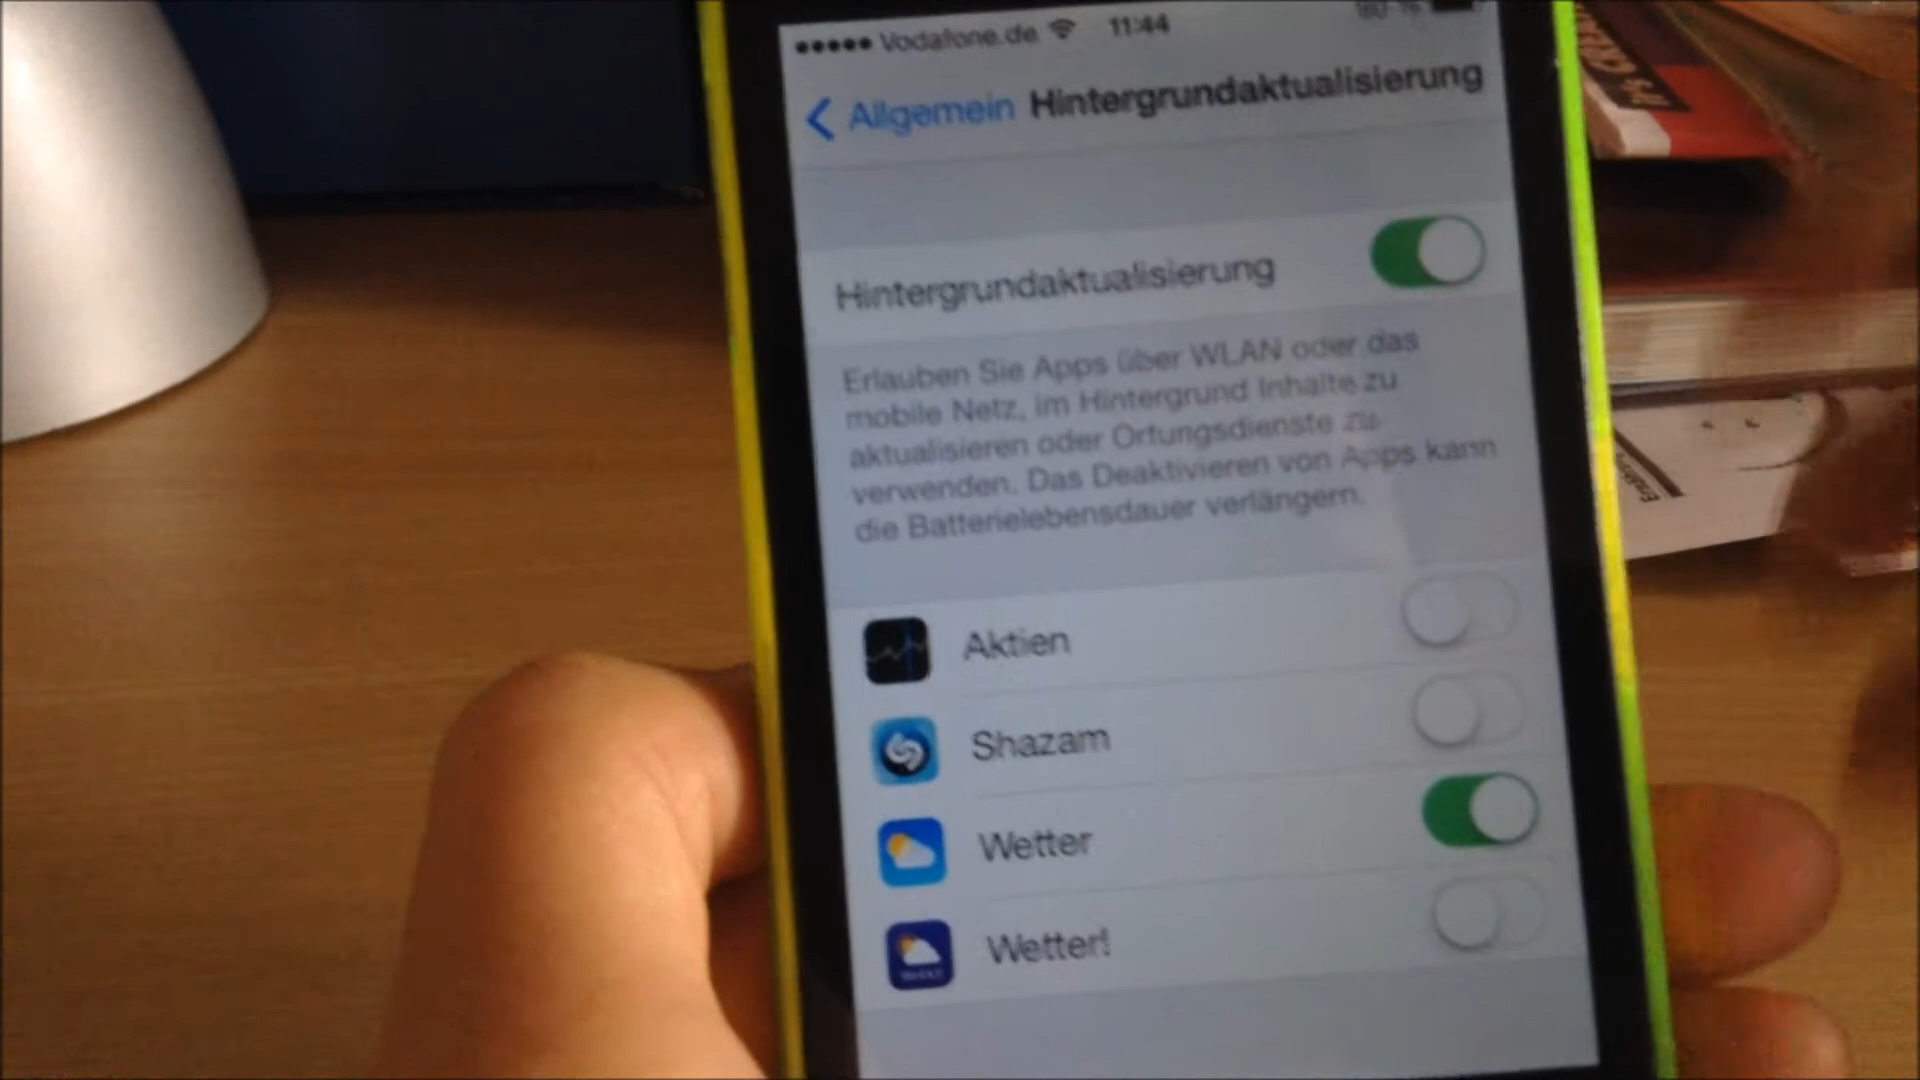 Vodafone.de 11:44
Allgemein Hintergrundaktualisierung
Hintergrundaktualisierung
Erlauben Sie Apps über WLAN oder das
mobile Netz, im Hintergrund Inhalte zu
aktualisieren oder Ortungsdienste zu
verwenden. Das Deaktivieren von Apps kann
die Batterielebensdauer verlängern.
Aktien
Shazam
Wetter
Wetter!